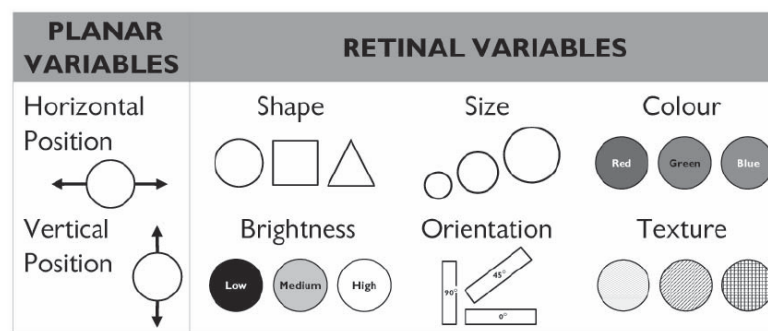 PLANAR
VARIABLES
RETINAL VARIABLES
Horizontal
Position
Vertical
Position
Shape
Size
Colour
Red
Green
Blue
Brightness
Orientation
Texture
Low
Medium
High
90°
45°
0°